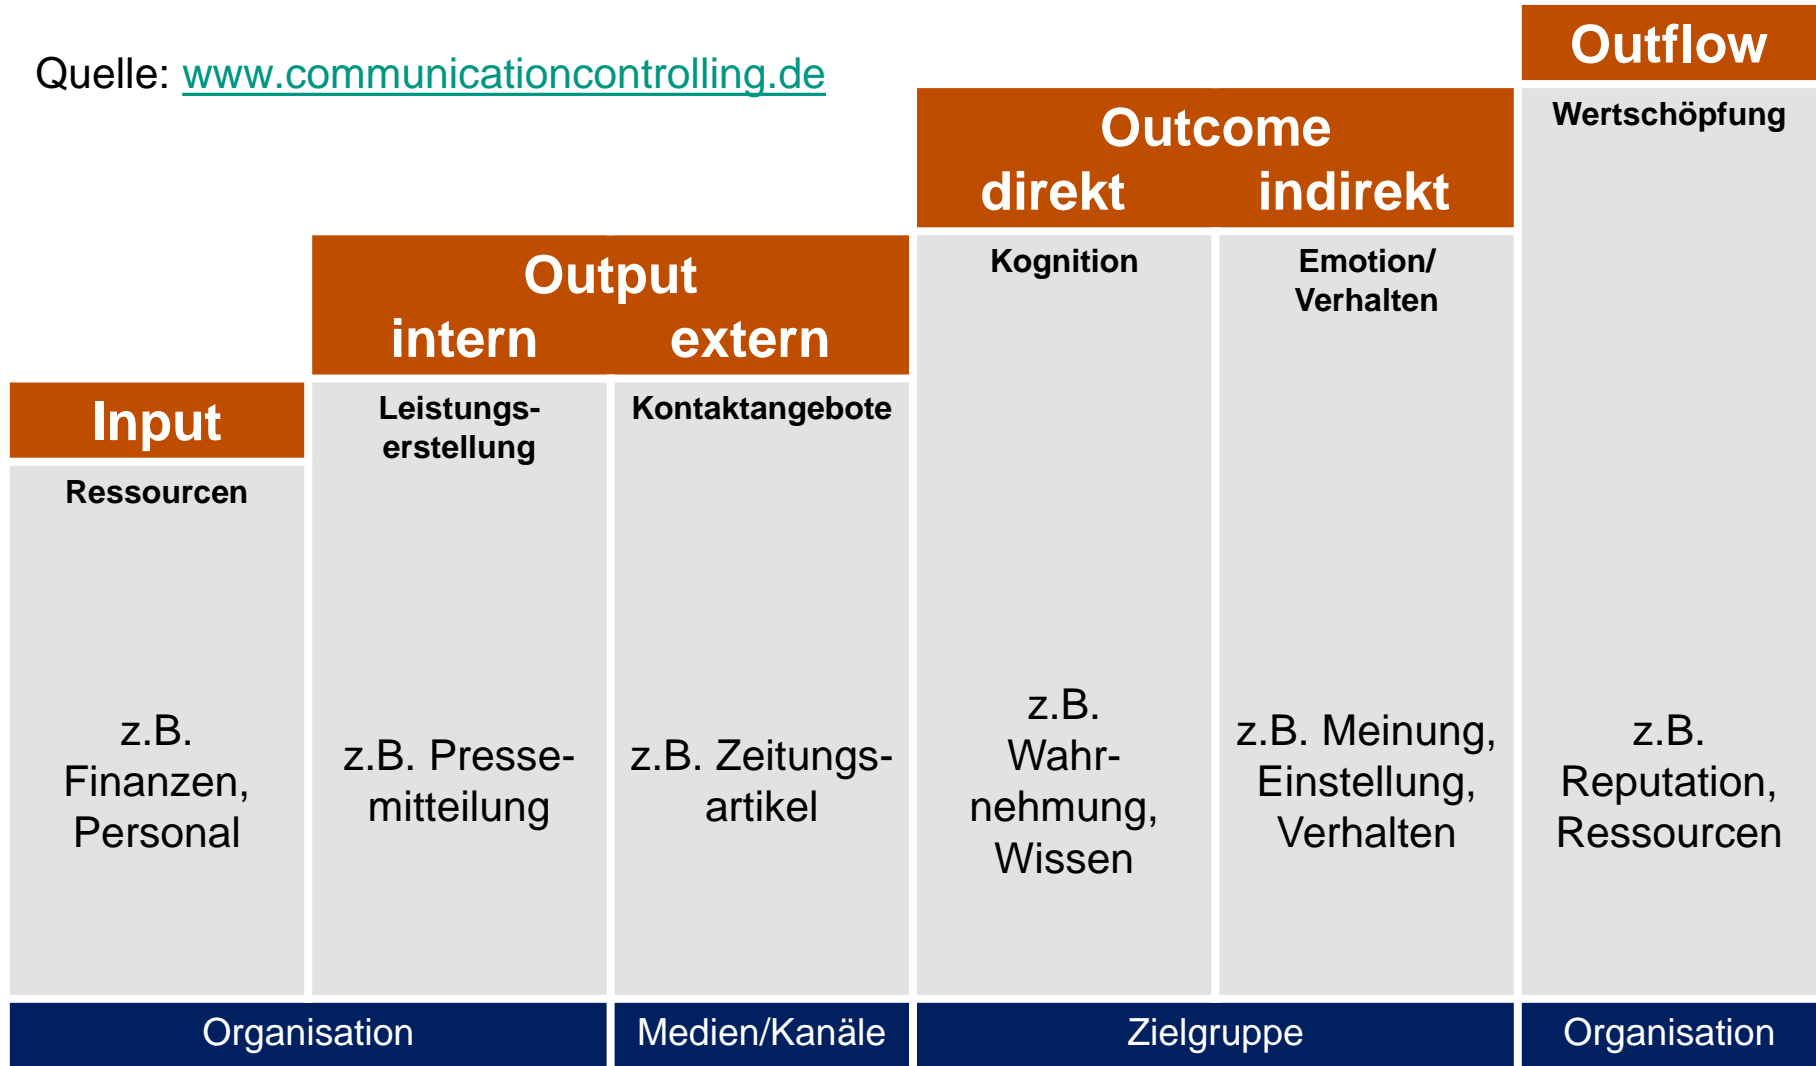 Quelle: www.communicationcontrolling.de
Outflow
Wertschöpfung
Outcome
direkt indirekt
Kognition
Emotion/
Verhalten
Output
intern extern
Leistungs-
erstellung
Kontaktangebote
Input
Ressourcen
z.B.
Finanzen,
Personal
z.B. Presse-
mitteilung
z.B. Zeitungs-
artikel
z.B.
Wahr-
nehmung,
Wissen
z.B. Meinung,
Einstellung,
Verhalten
z.B.
Reputation,
Ressourcen
Organisation
Medien/Kanäle
Zielgruppe
Organisation